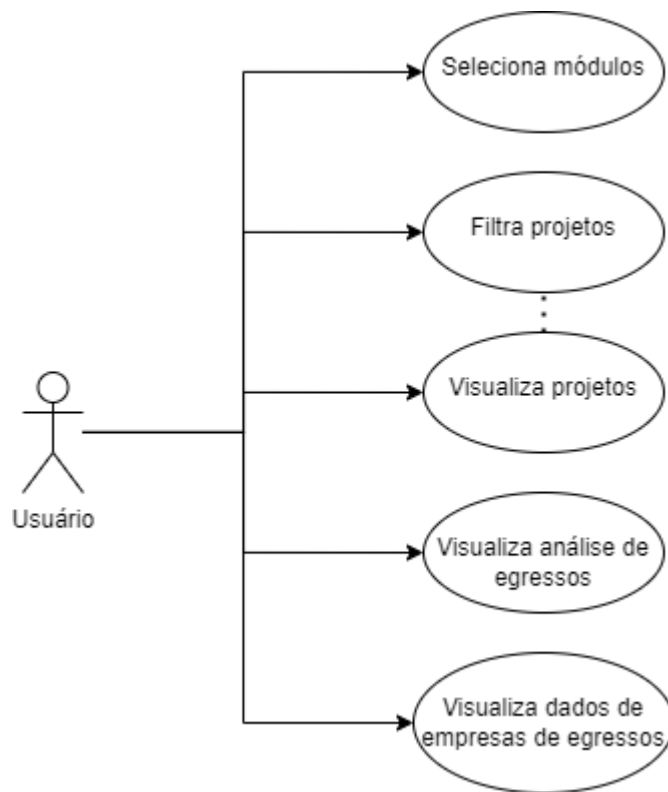 Seleciona módulos
Filtra projetos
Visualiza projetos
Usuário
Visualiza análise de
egressos
Visualiza dados de
empresas de egressos